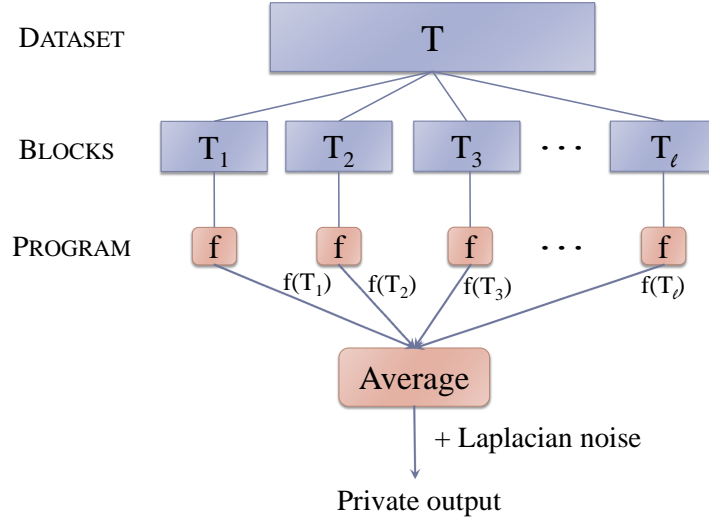 DATASET T
BLOCKS T₁ T₂ T₃ ··· Tℓ
PROGRAM f f f ··· f
f(T₁) f(T₂) f(T₃) f(Tℓ)
Average
+ Laplacian noise
Private output